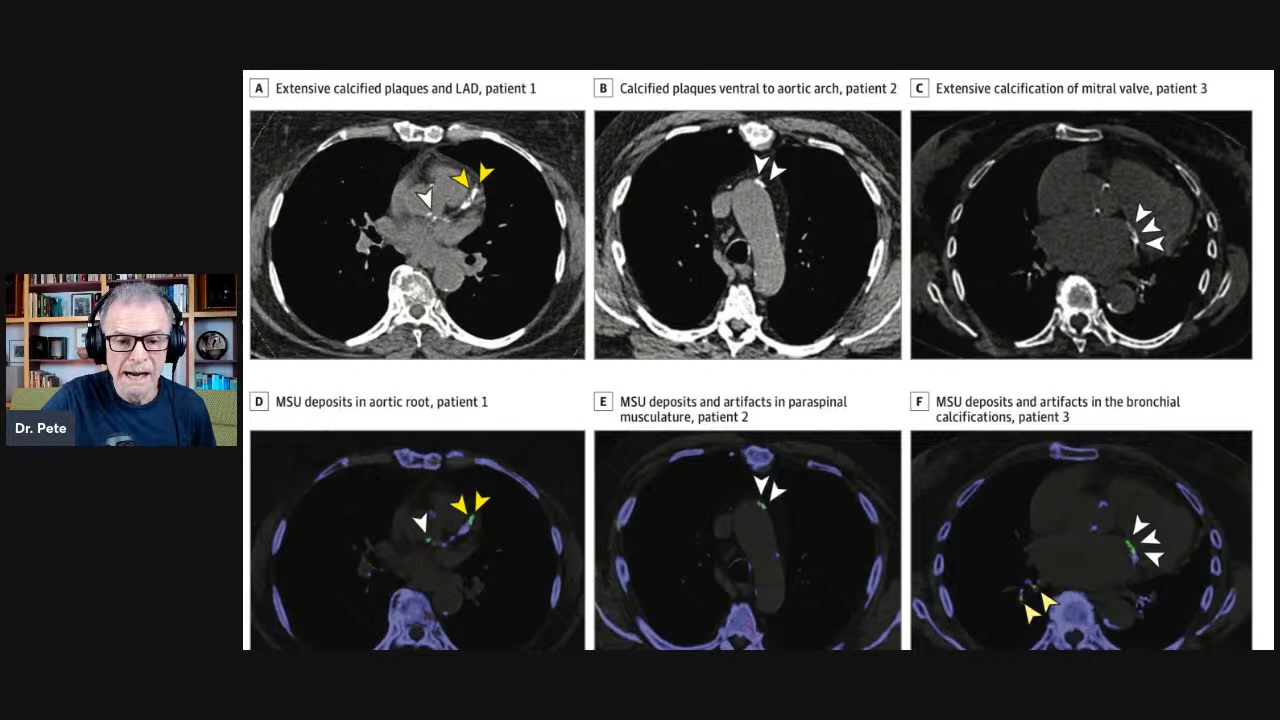 A Extensive calcified plaques and LAD, patient 1
B Calcified plaques ventral to aortic arch, patient 2
C Extensive calcification of mitral valve, patient 3
Dr. Pete
D MSU deposits in aortic root, patient 1
E MSU deposits and artifacts in paraspinal
musculature, patient 2
F MSU deposits and artifacts in the bronchial
calcifications, patient 3